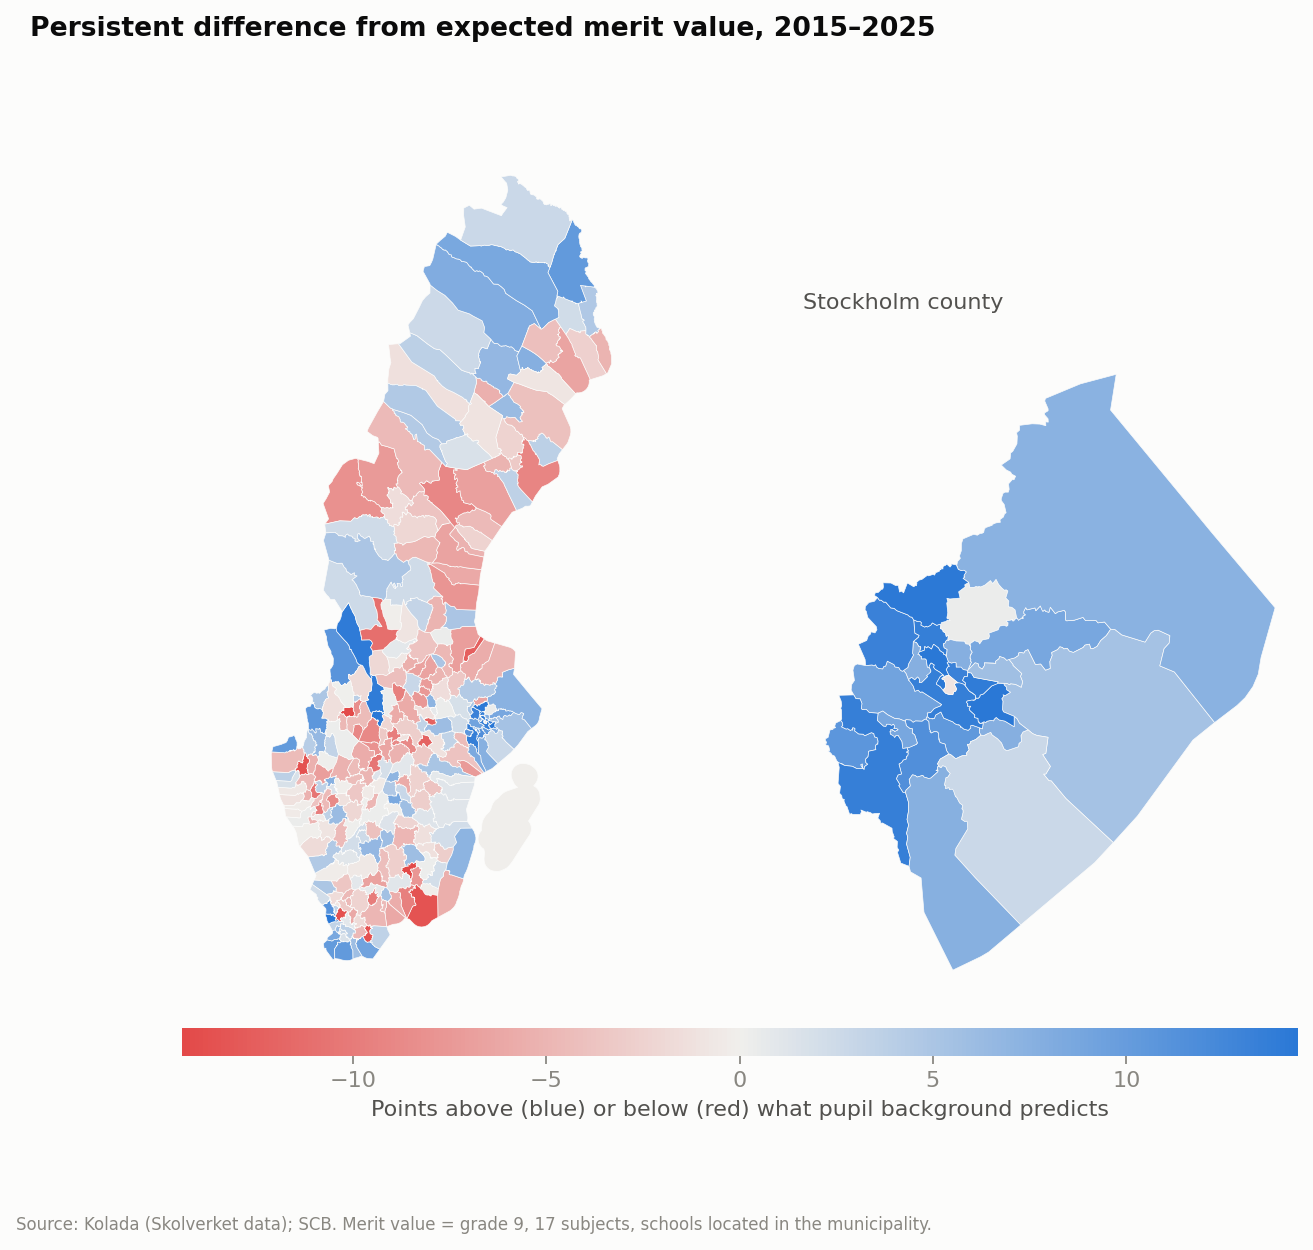 Persistent difference from expected merit value, 2015–2025
Stockholm county
−10 −5 0 5 10
Points above (blue) or below (red) what pupil background predicts
Source: Kolada (Skolverket data); SCB. Merit value = grade 9, 17 subjects, schools located in the municipality.